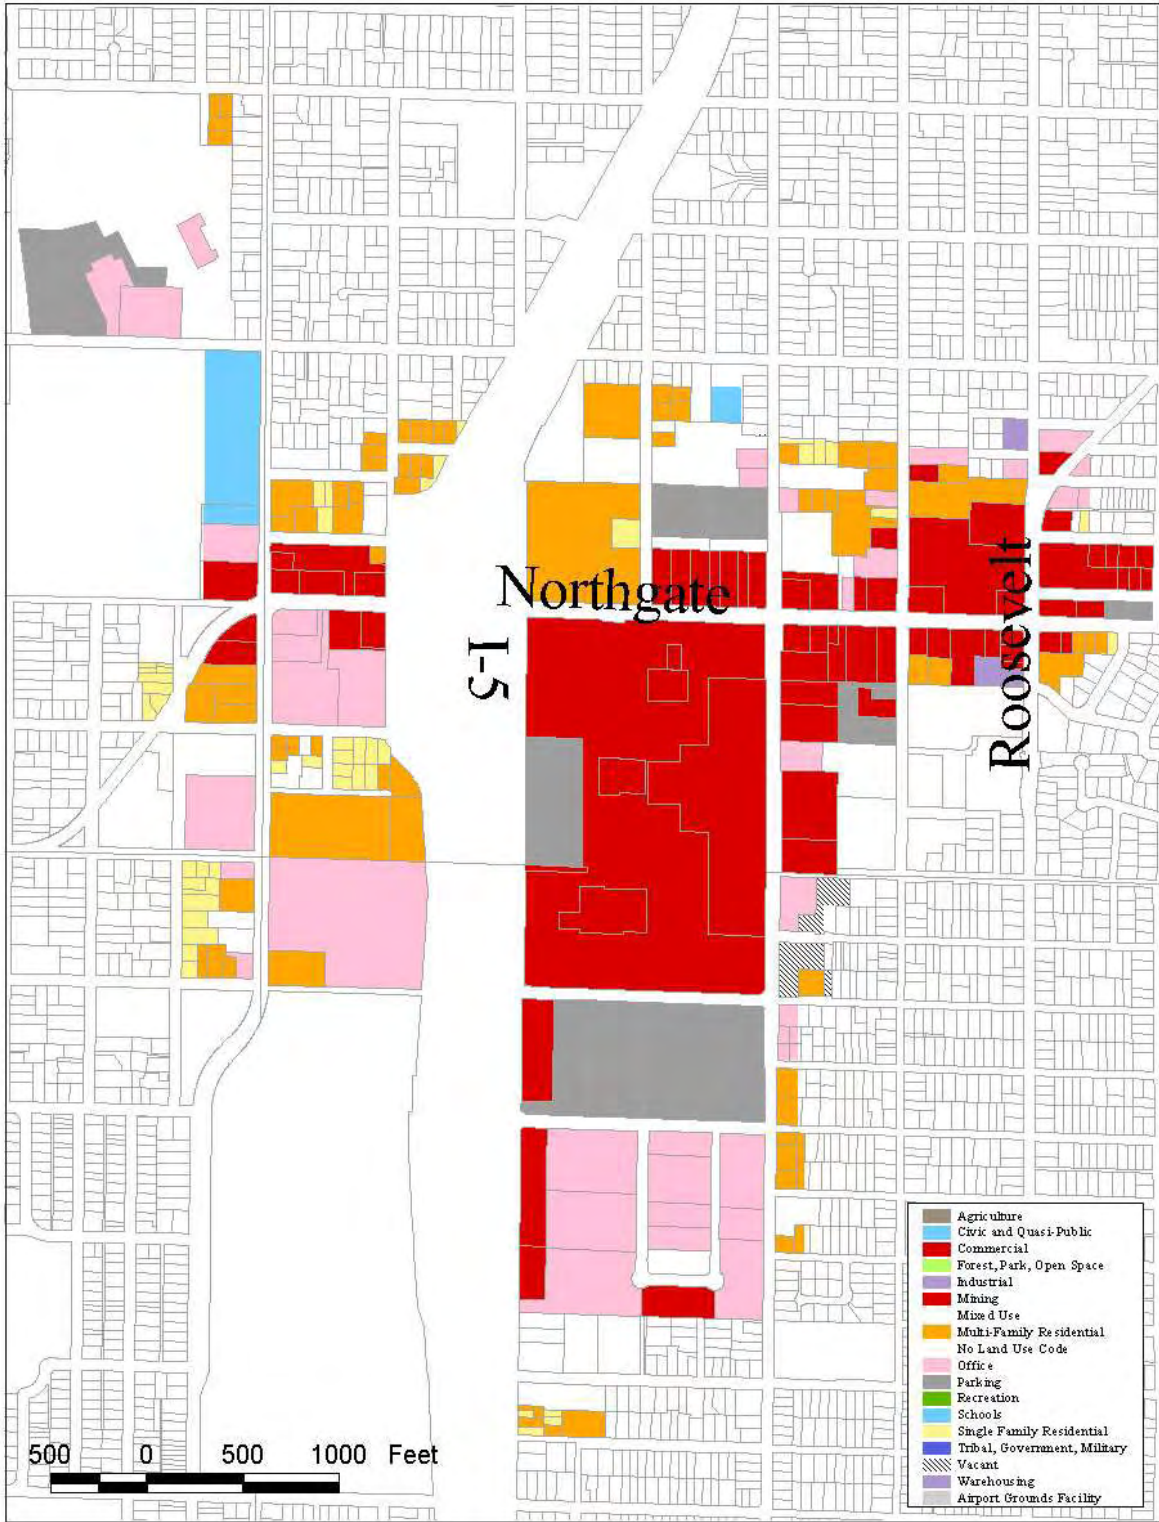 Northgate
I-5
Roosevelt
Agriculture
Civic and Quasi-Public
Commercial
Forest, Park, Open Space
Industrial
Mining
Mixed Use
Multi-Family Residential
No Land Use Code
Office
Parking
Recreation
Schools
Single Family Residential
Tribal, Government, Military
Vacant
Warehousing
Airport Grounds Facility
500 0 500 1000 Feet